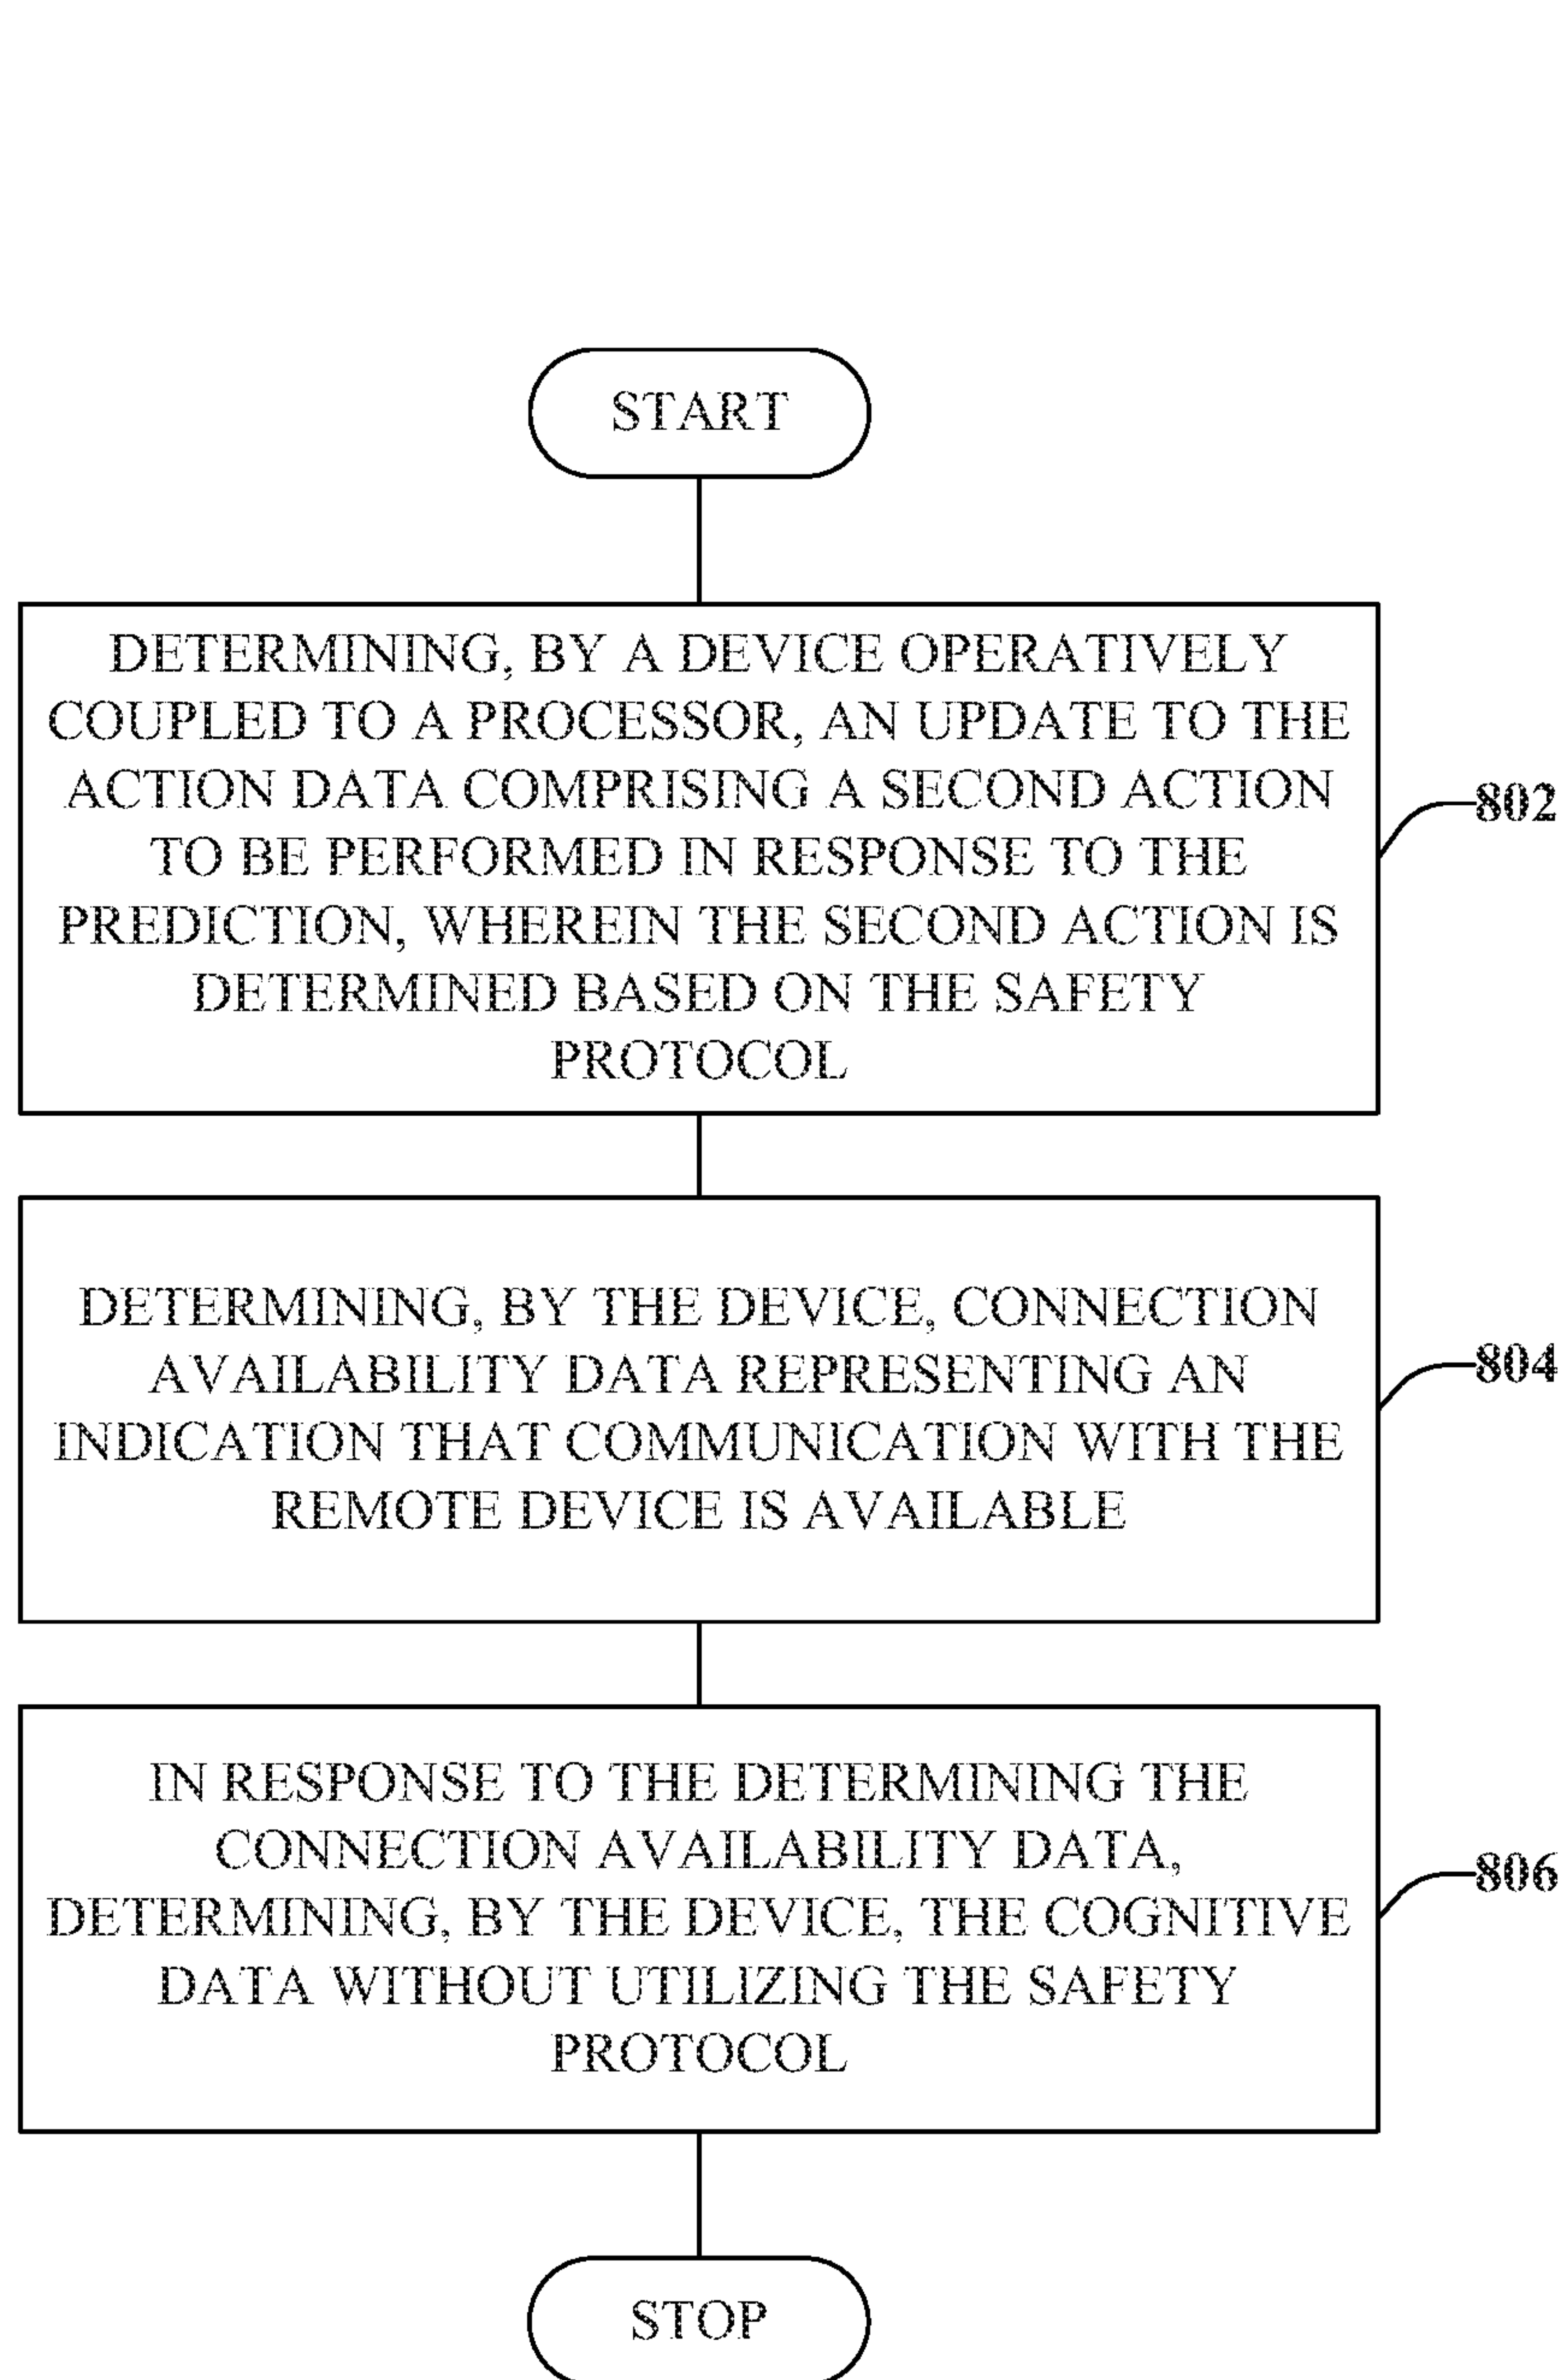 START
DETERMINING, BY A DEVICE OPERATIVELY
COUPLED TO A PROCESSOR, AN UPDATE TO THE
ACTION DATA COMPRISING A SECOND ACTION
TO BE PERFORMED IN RESPONSE TO THE
PREDICTION, WHEREIN THE SECOND ACTION IS
DETERMINED BASED ON THE SAFETY
PROTOCOL
802
DETERMINING, BY THE DEVICE, CONNECTION
AVAILABILITY DATA REPRESENTING AN
INDICATION THAT COMMUNICATION WITH THE
REMOTE DEVICE IS AVAILABLE
804
IN RESPONSE TO THE DETERMINING THE
CONNECTION AVAILABILITY DATA,
DETERMINING, BY THE DEVICE, THE COGNITIVE
DATA WITHOUT UTILIZING THE SAFETY
PROTOCOL
806
STOP